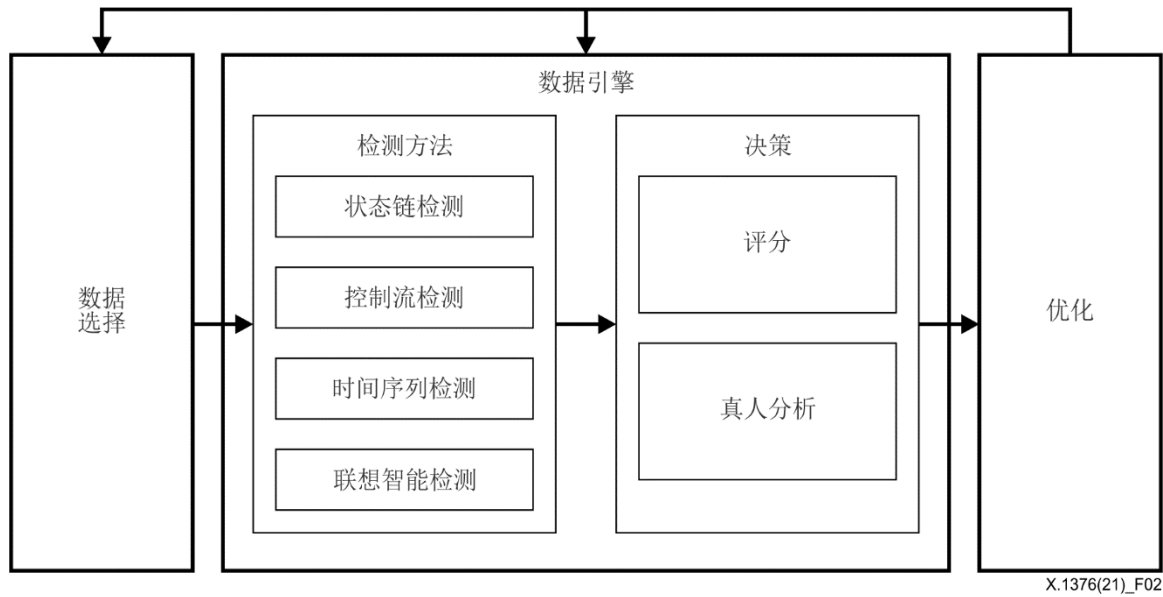 数据引擎
检测方法
决策
状态链检测
评分
控制流检测
数据
选择
优化
时间序列检测
真人分析
联想智能检测
X.1376(21)_F02